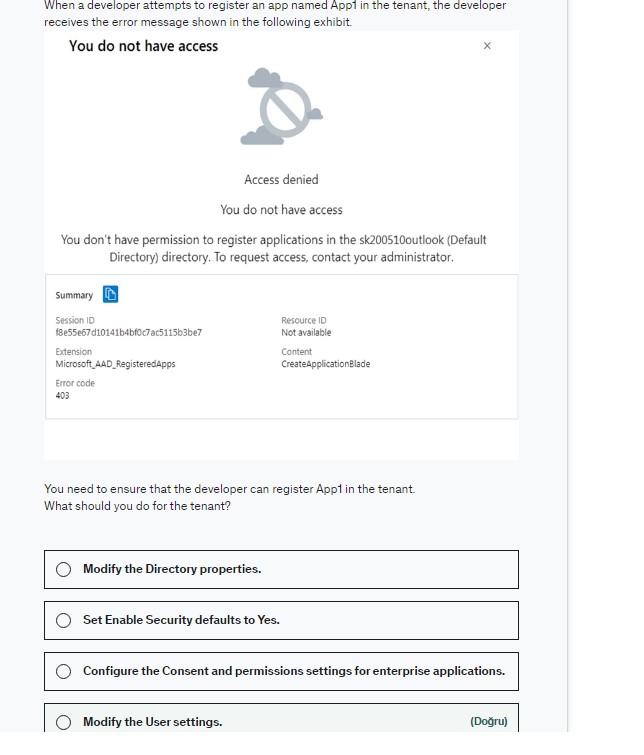 When a developer attempts to register an app named App1 in the tenant, the developer
receives the error message shown in the following exhibit.
You do not have access
Access denied
You do not have access
You don't have permission to register applications in the sk200510outlook (Default
Directory) directory. To request access, contact your administrator.
Summary
Session ID
f8e55e67d10141b4bf0c7ac5115b3be7
Resource ID
Not available
Extension
Microsoft_AAD_RegisteredApps
Content
CreateApplicationBlade
Error code
403
You need to ensure that the developer can register App1 in the tenant.
What should you do for the tenant?
Modify the Directory properties.
Set Enable Security defaults to Yes.
Configure the Consent and permissions settings for enterprise applications.
Modify the User settings.
(Doğru)